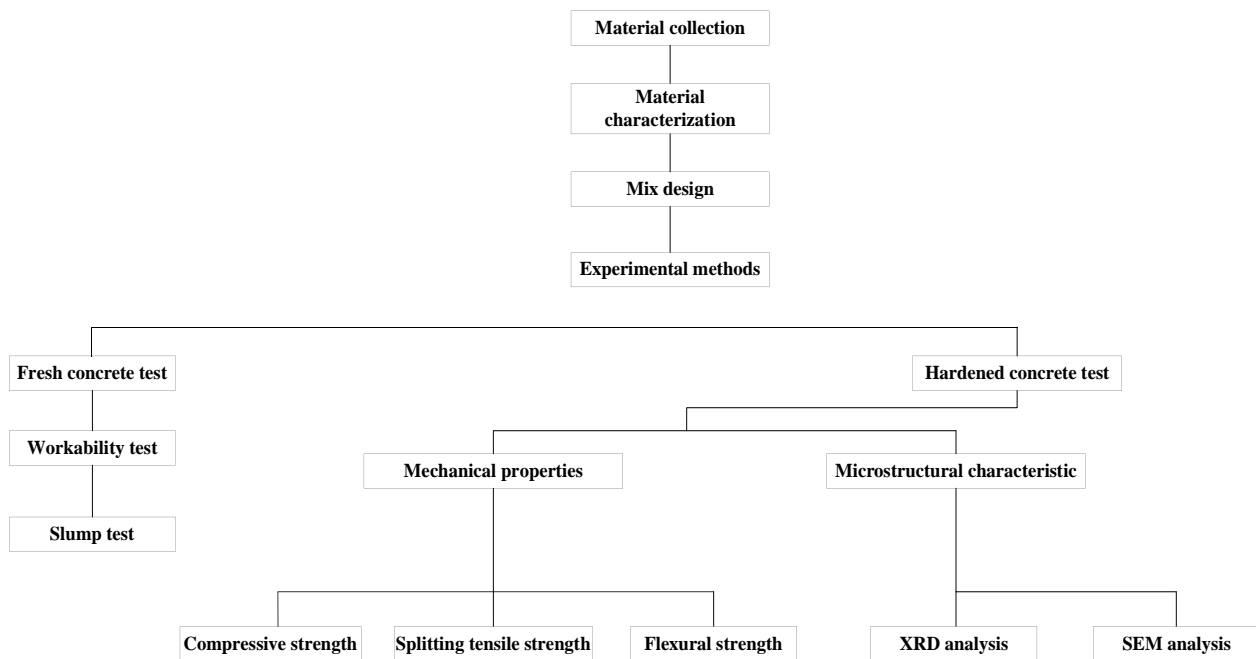 Material collection
Material
characterization
Mix design
Experimental methods
Fresh concrete test
Hardened concrete test
Workability test
Mechanical properties
Microstructural characteristic
Slump test
Compressive strength
Splitting tensile strength
Flexural strength
XRD analysis
SEM analysis